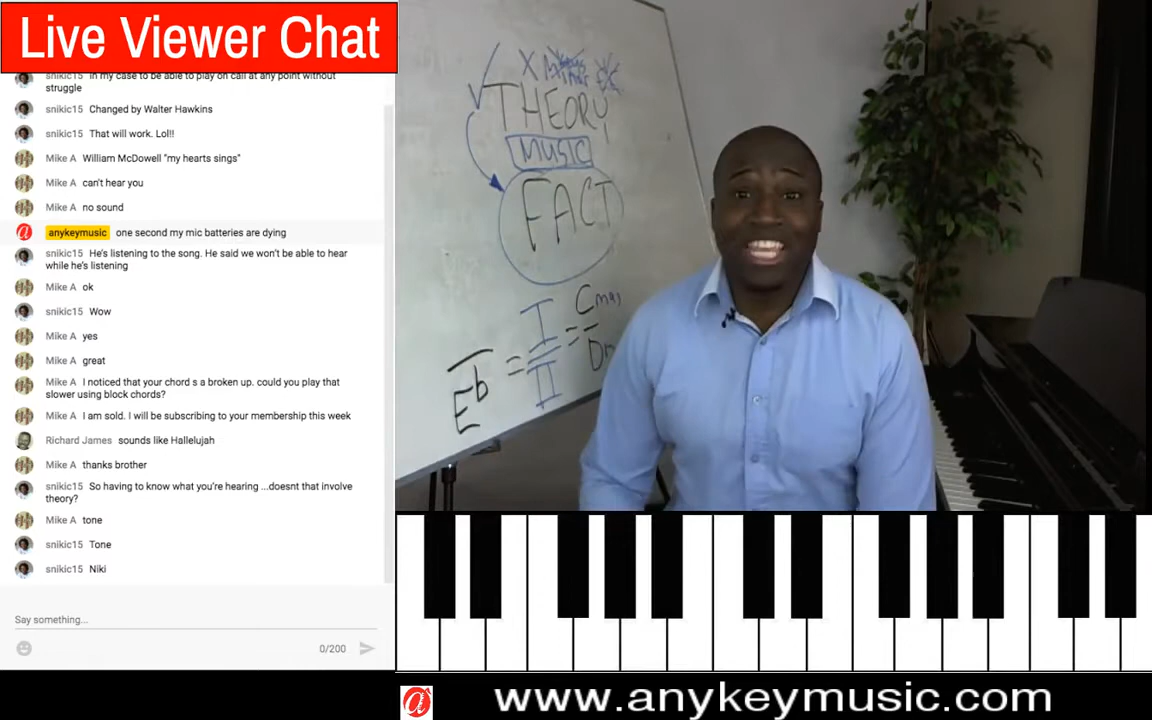 Live Viewer Chat
snikic15 in my case to be able to play on call at any point without
struggle
snikic15 Changed by Walter Hawkins
snikic15 That will work. Lol!!
Mike A William McDowell "my hearts sings"
Mike A can't hear you
Mike A no sound
anykeymusic one second my mic batteries are dying
snikic15 He's listening to the song. He said we won't be able to hear
while he's listening
Mike A ok
snikic15 Wow
Mike A yes
Mike A great
Mike A I noticed that your chord s a broken up. could you play that
slower using block chords?
Mike A I am sold. I will be subscribing to your membership this week
Richard James sounds like Hallelujah
Mike A thanks brother
snikic15 So having to know what you're hearing ...doesnt that involve
theory?
Mike A tone
snikic15 Tone
snikic15 Niki
Say something...
0/200
THEORY
MUSIC
FACT
Eb = I = Cmaj
II
www.anykeymusic.com